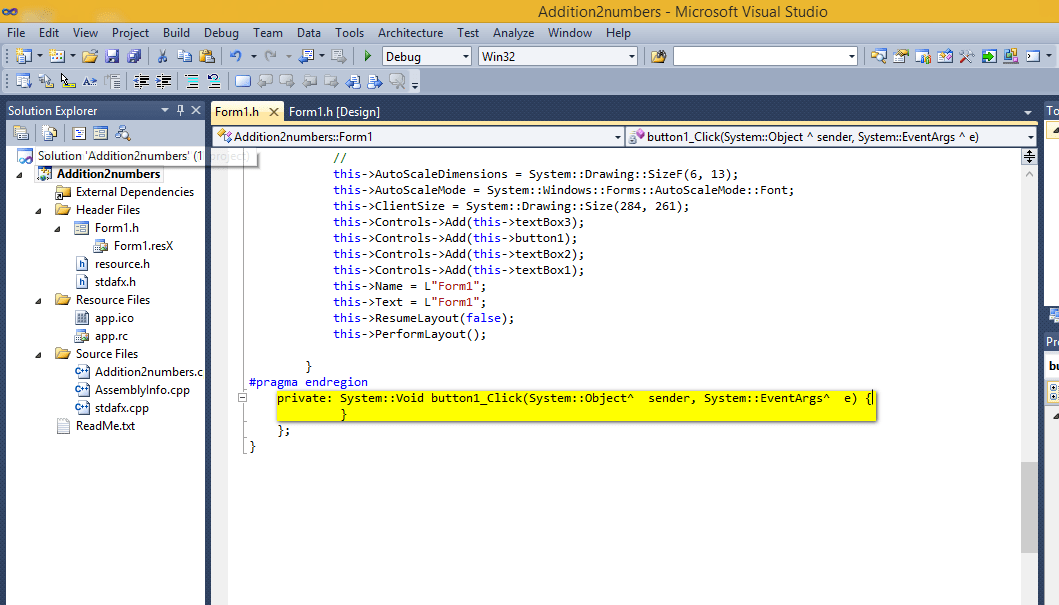 Addition2numbers - Microsoft Visual Studio
File Edit View Project Build Debug Team Data Tools Architecture Test Analyze Window Help
Debug Win32
Solution Explorer
Form1.h Form1.h [Design]
Addition2numbers::Form1 button1_Click(System::Object ^ sender, System::EventArgs ^ e)
Solution 'Addition2numbers' (1 project)
Addition2numbers
External Dependencies
Header Files
Form1.h
Form1.resX
resource.h
stdafx.h
Resource Files
app.ico
app.rc
Source Files
Addition2numbers.c
AssemblyInfo.cpp
stdafx.cpp
ReadMe.txt
//
this->AutoScaleDimensions = System::Drawing::SizeF(6, 13);
this->AutoScaleMode = System::Windows::Forms::AutoScaleMode::Font;
this->ClientSize = System::Drawing::Size(284, 261);
this->Controls->Add(this->textBox3);
this->Controls->Add(this->button1);
this->Controls->Add(this->textBox2);
this->Controls->Add(this->textBox1);
this->Name = L"Form1";
this->Text = L"Form1";
this->ResumeLayout(false);
this->PerformLayout();
}
#pragma endregion
private: System::Void button1_Click(System::Object^  sender, System::EventArgs^  e) {
}
};
}
To
Pro
bu